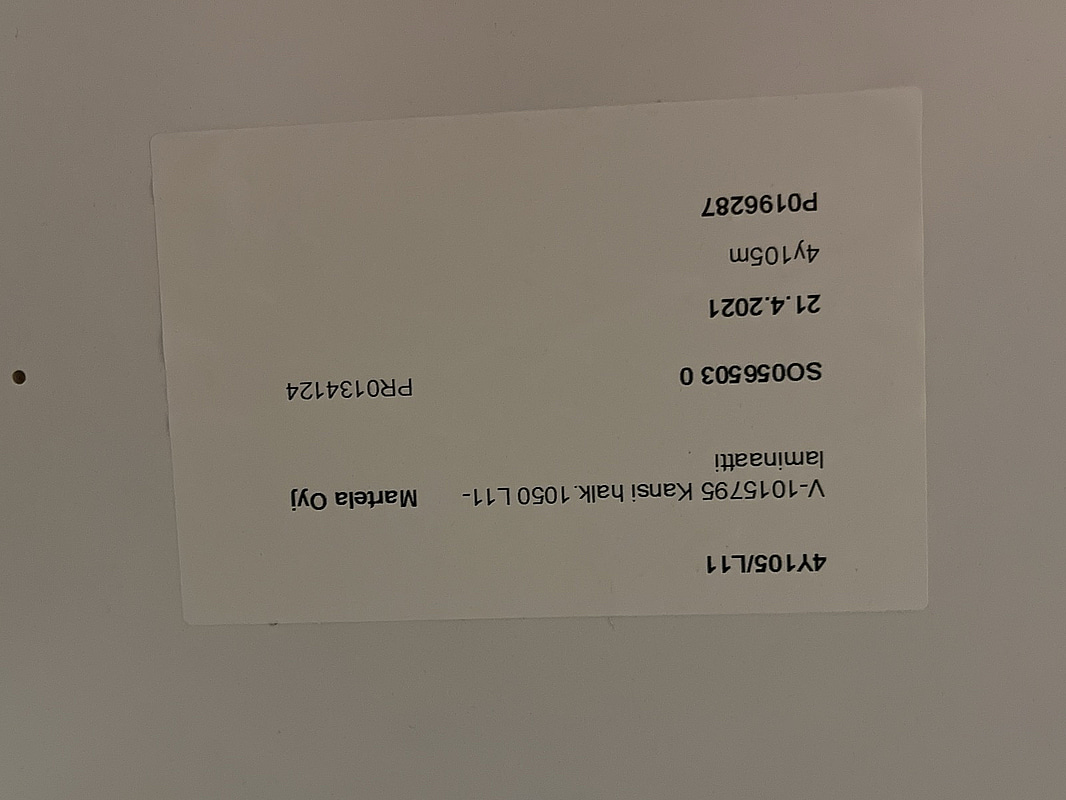 4Y105/L11
V-1015795 Kansi halk.1050 L11- Martela Oyj
laminaatti
SO056503 0 PR0134124
21.4.2021
4y105m
P0196287